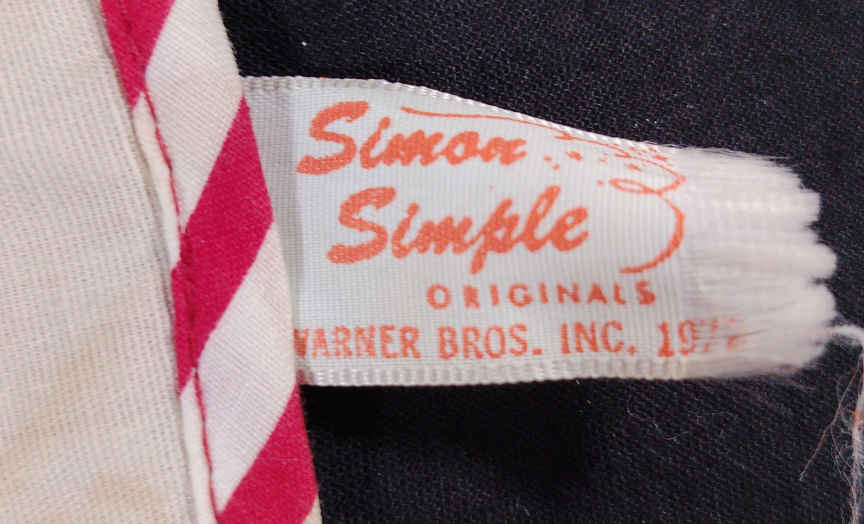 Simon
Simple
ORIGINALS
WARNER BROS. INC.